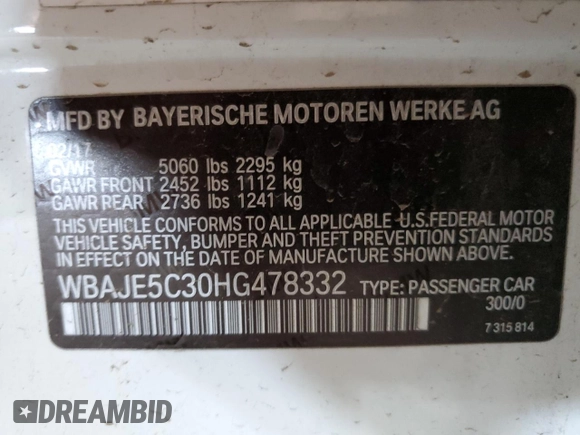 MFD BY BAYERISCHE MOTOREN WERKE AG
02/17
GVWR 5060 lbs 2295 kg
GAWR FRONT 2452 lbs 1112 kg
GAWR REAR 2736 lbs 1241 kg
THIS VEHICLE CONFORMS TO ALL APPLICABLE U.S.FEDERAL MOTOR
VEHICLE SAFETY, BUMPER AND THEFT PREVENTION STANDARDS IN
EFFECT ON THE DATE OF MANUFACTURE SHOWN ABOVE.
WBAJE5C30HG478332 TYPE: PASSENGER CAR
300/0
7 315 814
DREAMBID